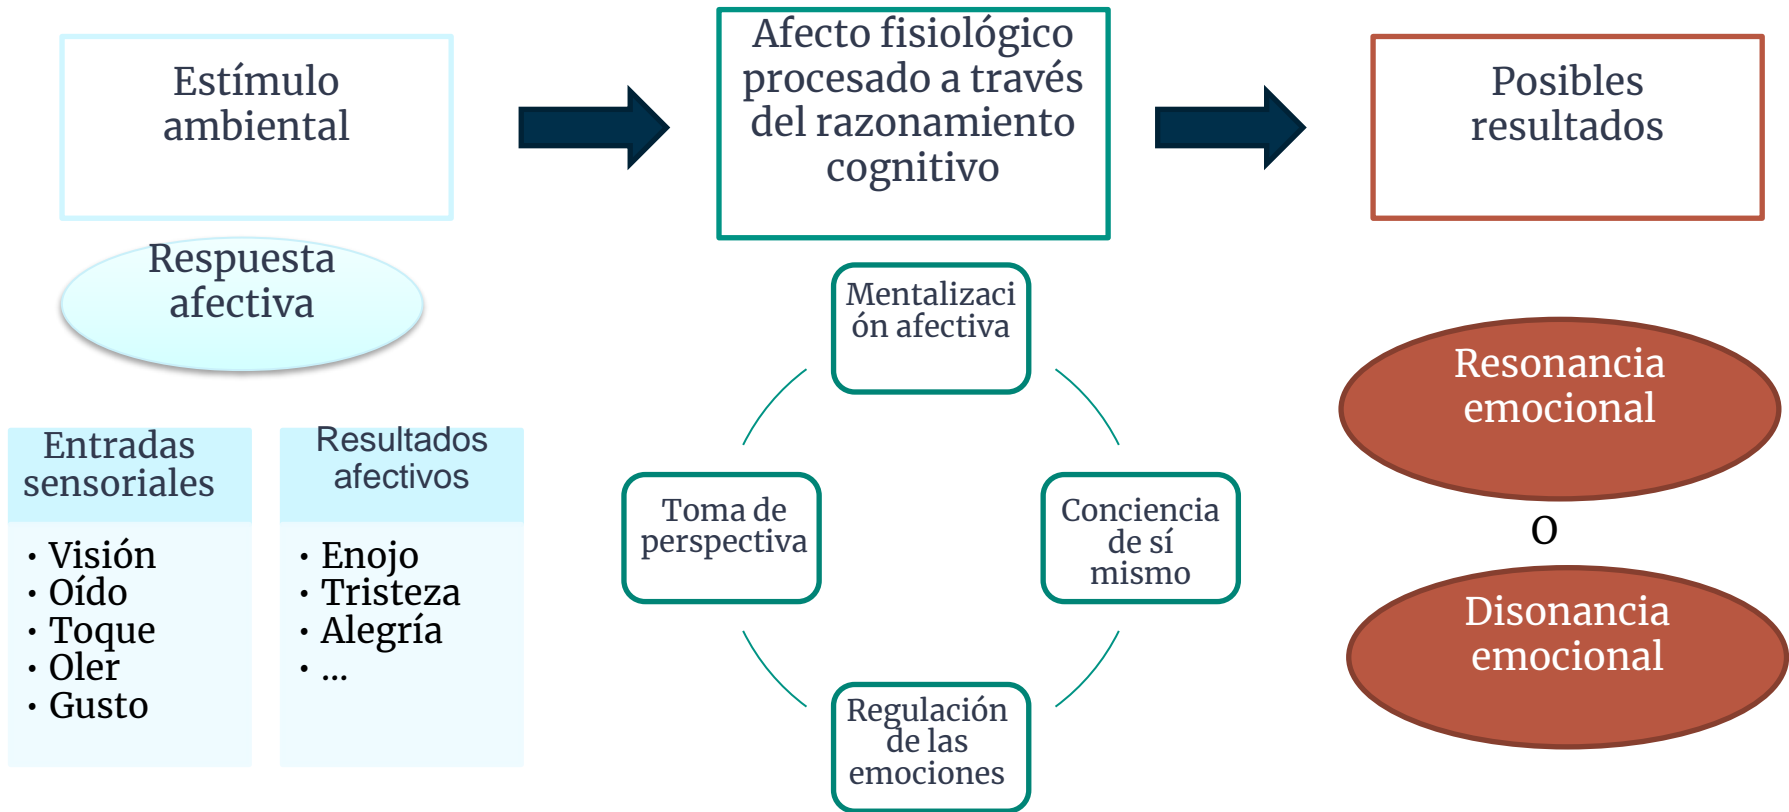 Estímulo
ambiental
Respuesta
afectiva
Entradas
sensoriales
• Visión
• Oído
• Toque
• Oler
• Gusto
Resultados
afectivos
• Enojo
• Tristeza
• Alegría
• ...
Afecto fisiológico
procesado a través
del razonamiento
cognitivo
Mentalizaci
ón afectiva
Toma de
perspectiva
Conciencia
de sí
mismo
Regulación
de las
emociones
Posibles
resultados
Resonancia
emocional
O
Disonancia
emocional